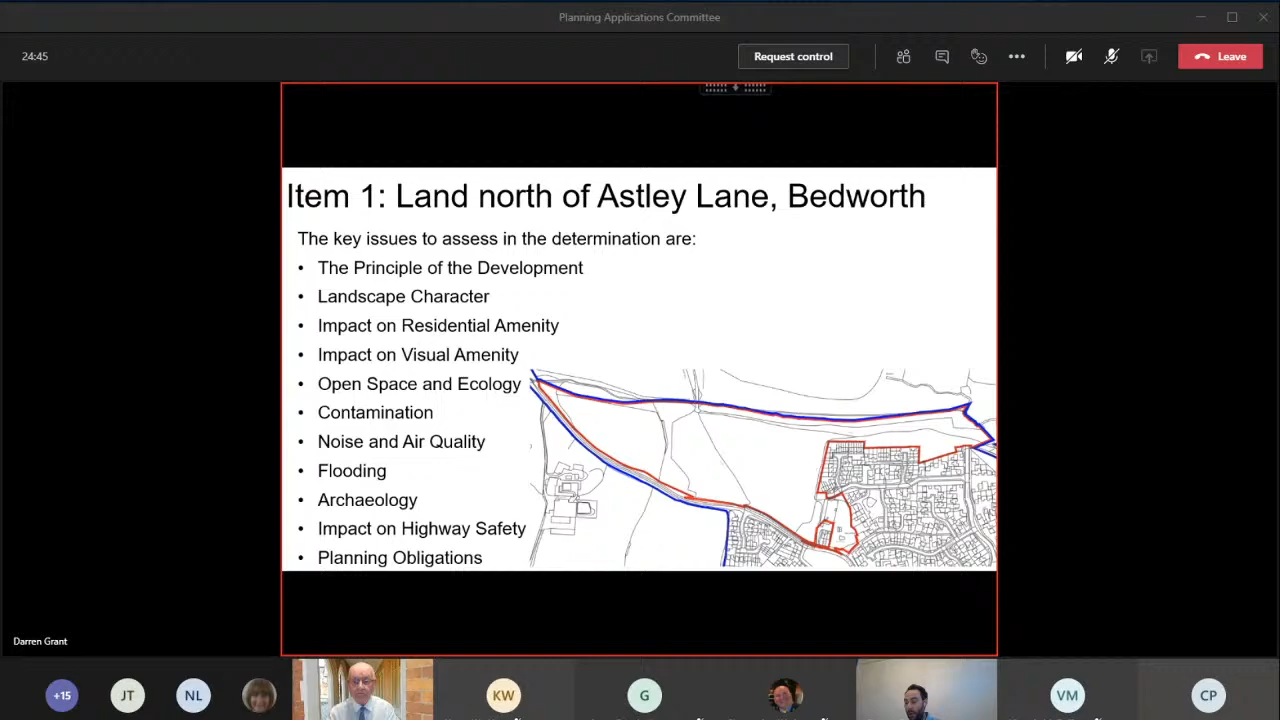 Planning Applications Committee
24:45
Request control
Leave
Item 1: Land north of Astley Lane, Bedworth
The key issues to assess in the determination are:
• The Principle of the Development
• Landscape Character
• Impact on Residential Amenity
• Impact on Visual Amenity
• Open Space and Ecology
• Contamination
• Noise and Air Quality
• Flooding
• Archaeology
• Impact on Highway Safety
• Planning Obligations
Darren Grant
+15
JT
NL
KW
G
VM
CP